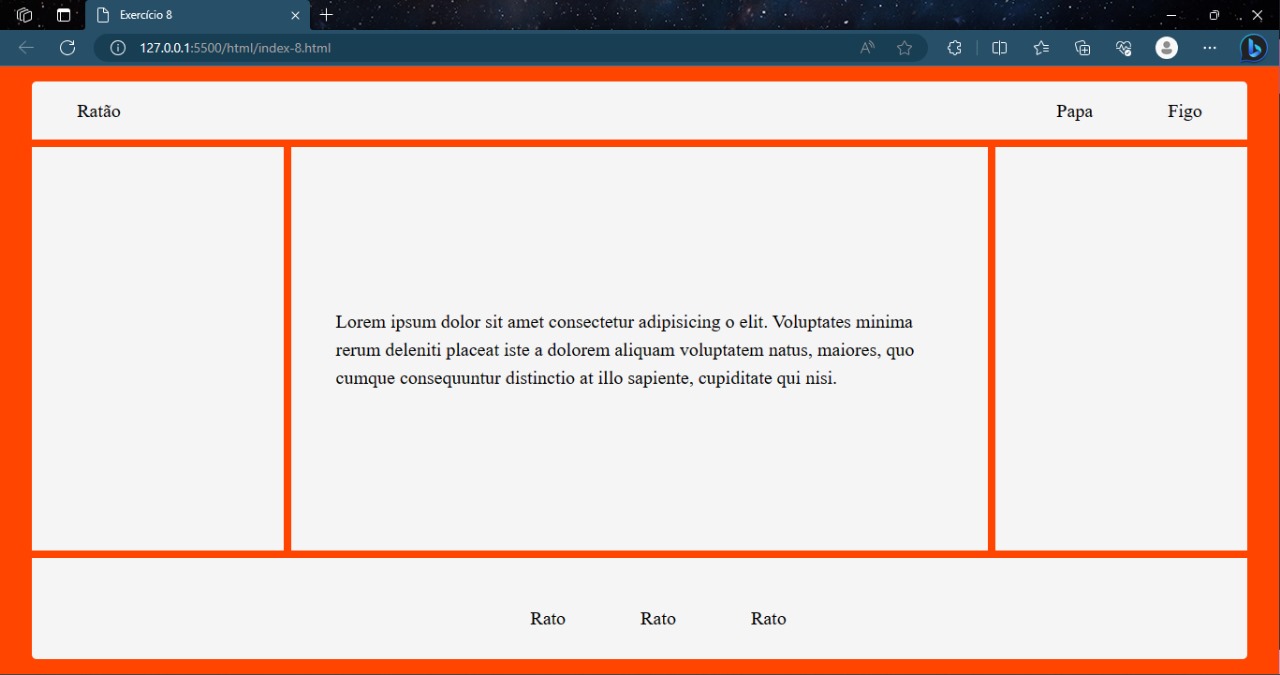 Exercício 8
127.0.0.1:5500/html/index-8.html
Ratão Papa Figo
Lorem ipsum dolor sit amet consectetur adipisicing o elit. Voluptates minima
rerum deleniti placeat iste a dolorem aliquam voluptatem natus, maiores, quo
cumque consequuntur distinctio at illo sapiente, cupiditate qui nisi.
Rato Rato Rato